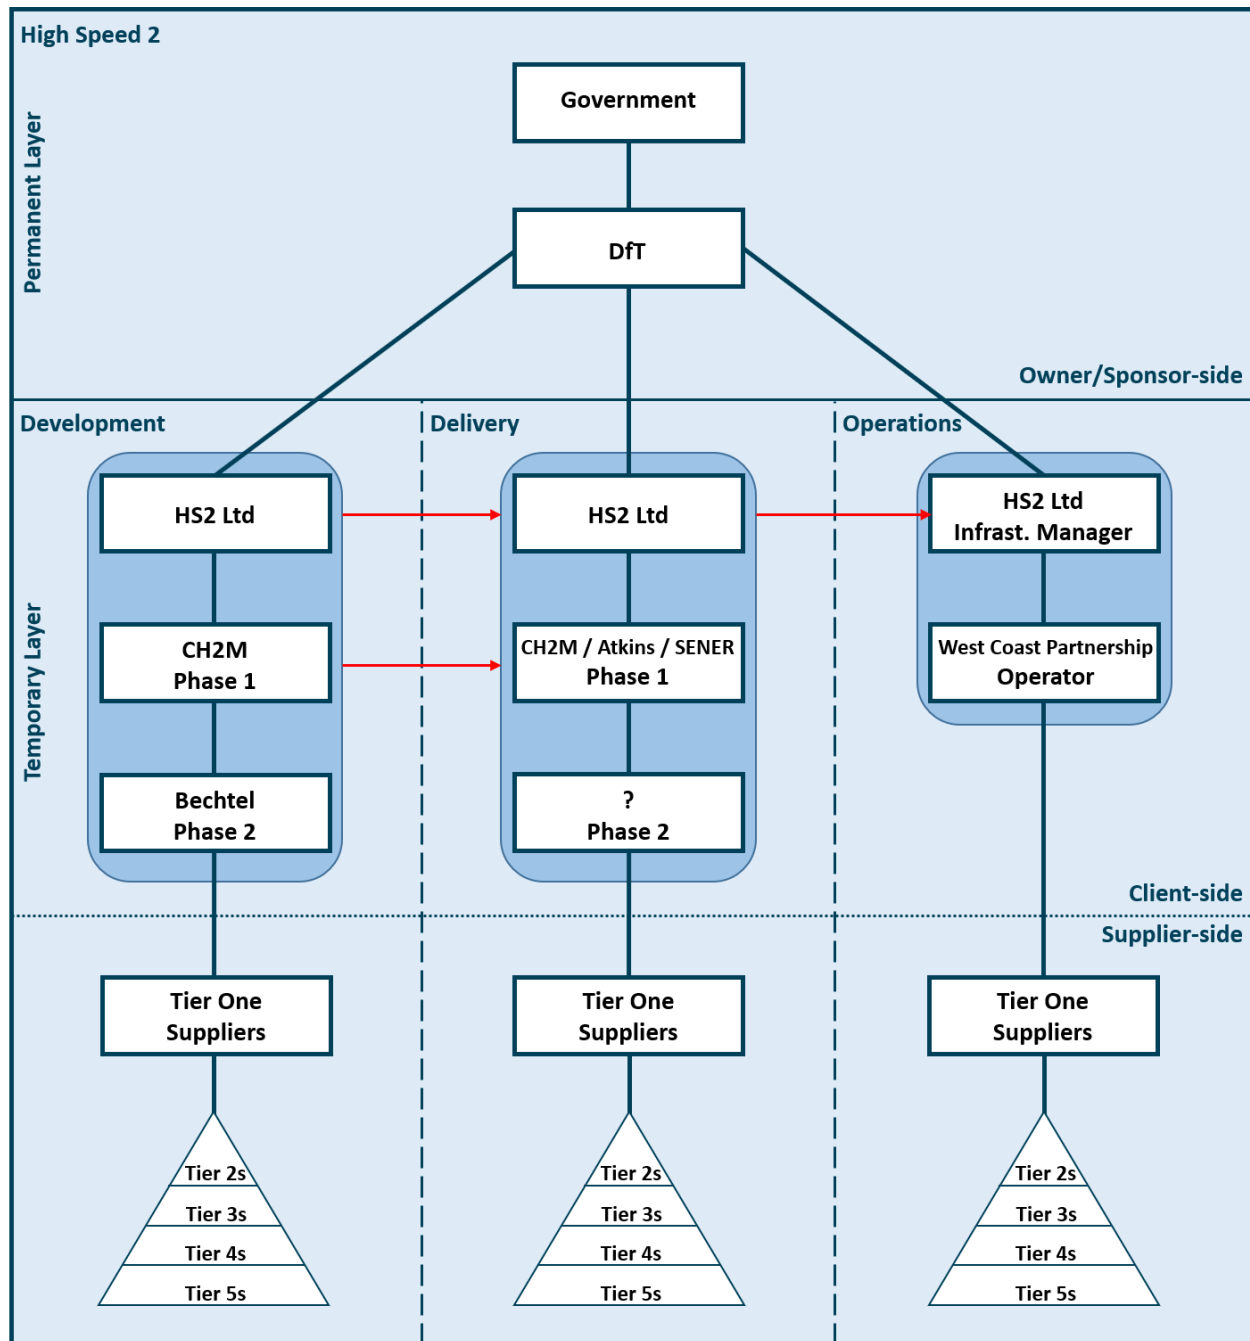 High Speed 2
Permanent Layer
Government
DfT
Owner/Sponsor-side
Temporary Layer
Development
Delivery
Operations
HS2 Ltd
HS2 Ltd
HS2 Ltd
Infrast. Manager
CH2M
Phase 1
CH2M / Atkins / SENER
Phase 1
West Coast Partnership
Operator
Bechtel
Phase 2
?
Phase 2
Client-side
Supplier-side
Tier One
Suppliers
Tier One
Suppliers
Tier One
Suppliers
Tier 2s
Tier 3s
Tier 4s
Tier 5s
Tier 2s
Tier 3s
Tier 4s
Tier 5s
Tier 2s
Tier 3s
Tier 4s
Tier 5s